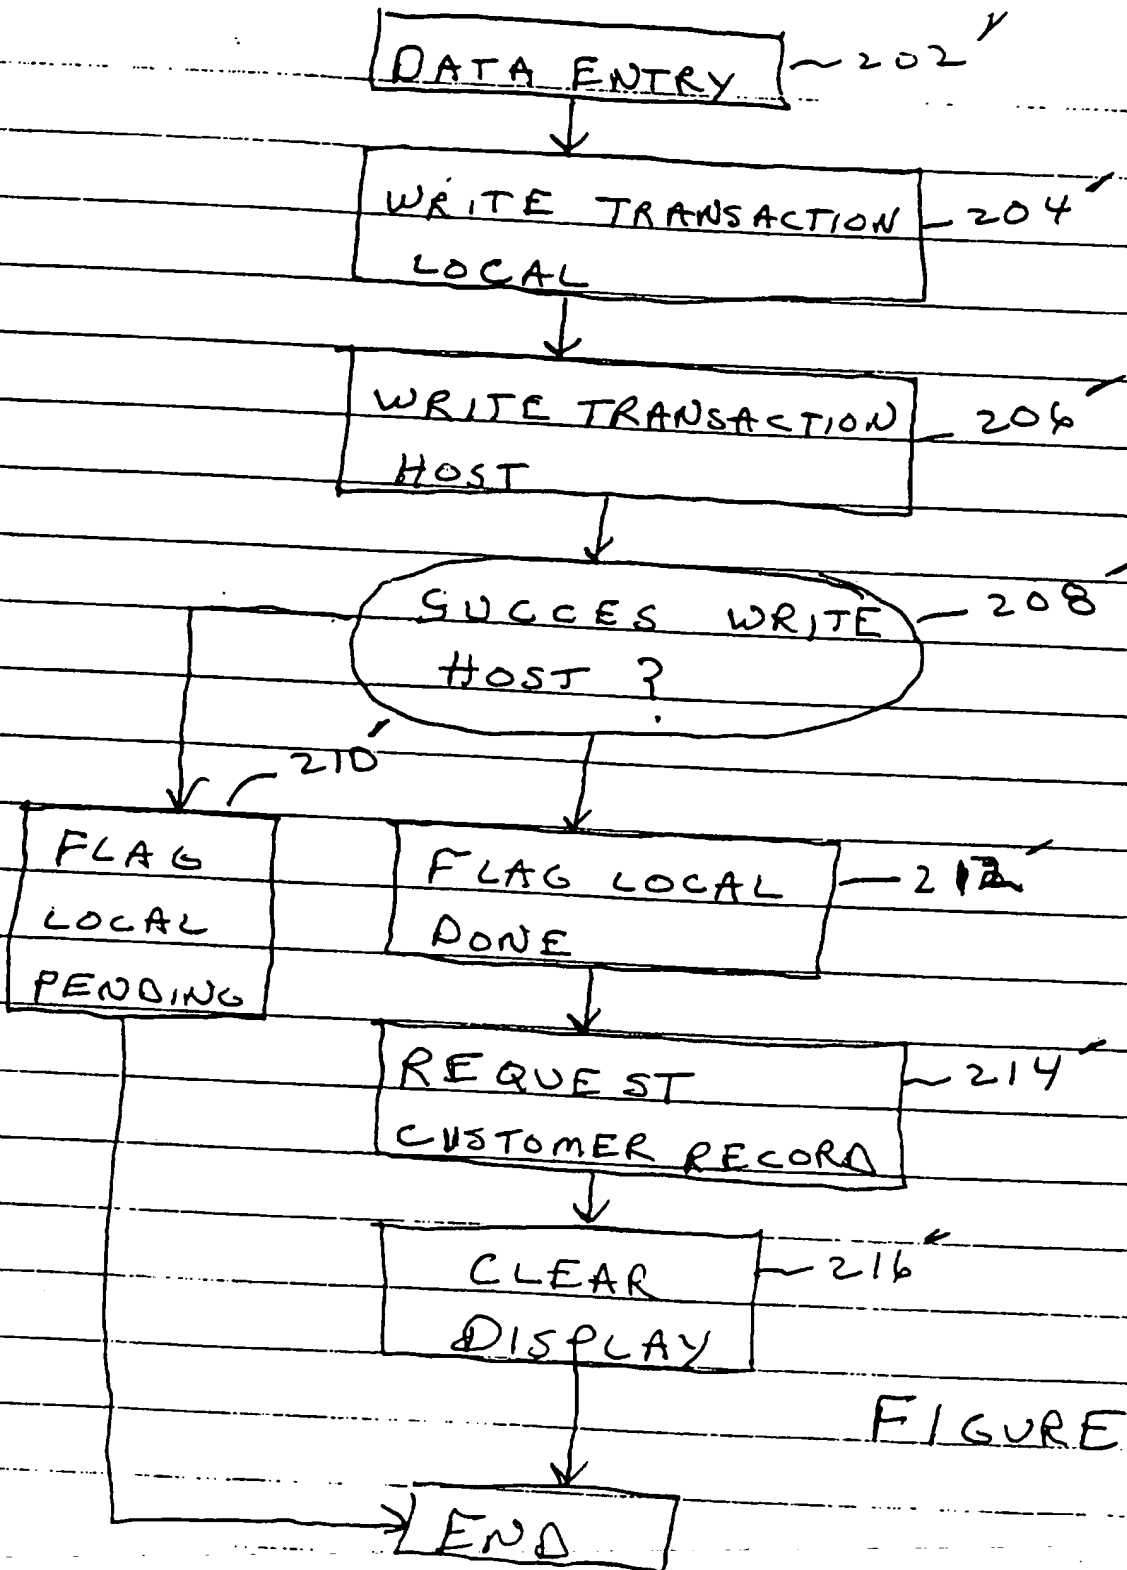 DATA ENTRY 202'
WRITE TRANSACTION 204'
LOCAL
WRITE TRANSACTION 206'
HOST
SUCCES WRITE 208'
HOST ?
210'
FLAG
LOCAL
PENDING
FLAG LOCAL 212'
DONE
REQUEST 214'
CUSTOMER RECORD
CLEAR 216'
DISPLAY
FIGURE
END